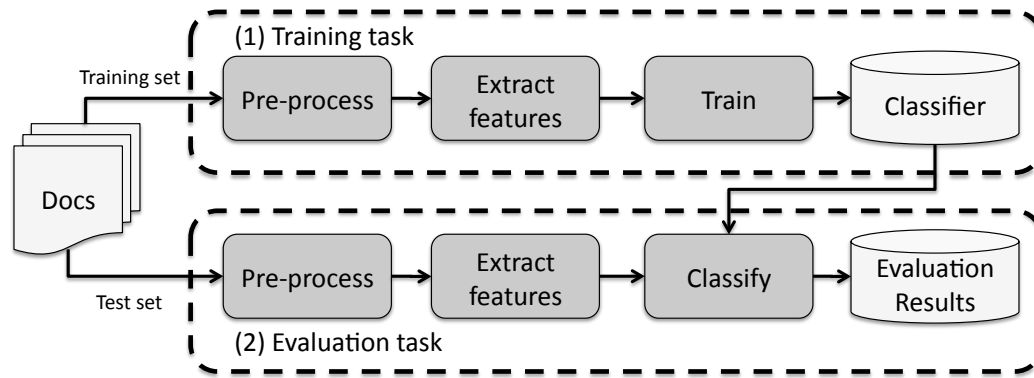 (1) Training task
Training set
Pre-process
Extract
features
Train
Classifier
Docs
Test set
Pre-process
Extract
features
Classify
Evaluation
Results
(2) Evaluation task